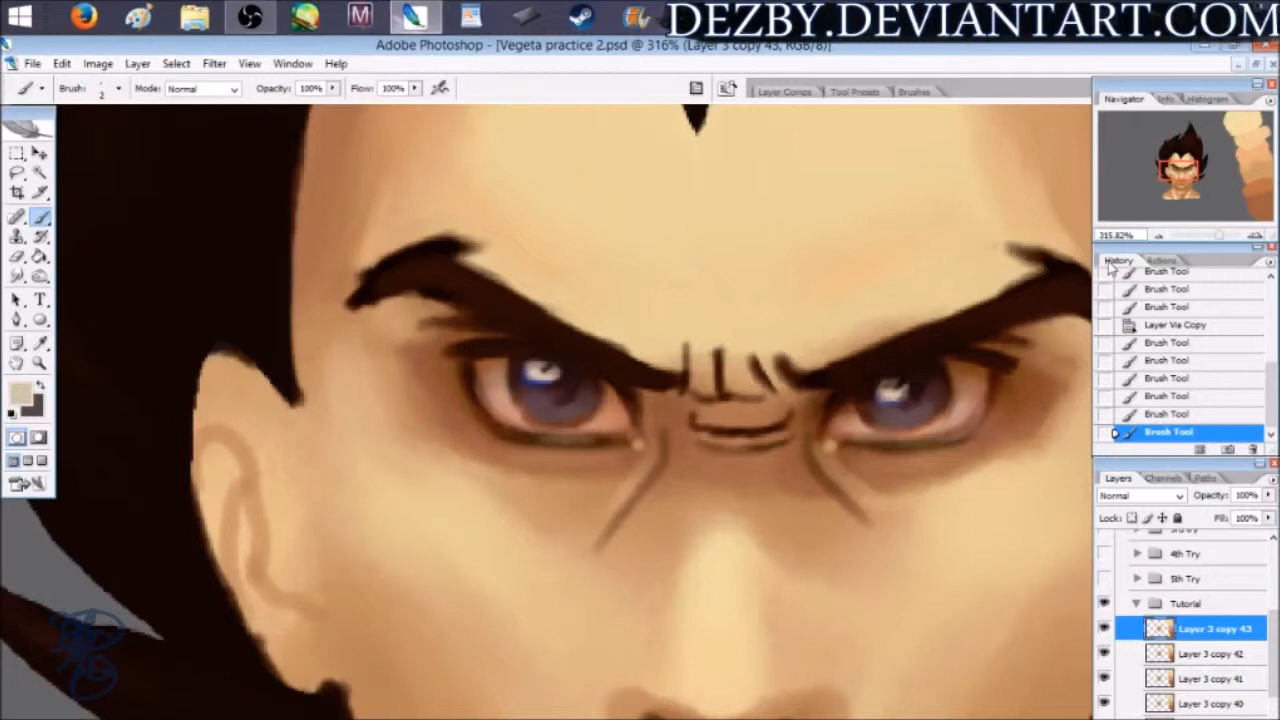 DEZBY.DEVIANTART.COM
Adobe Photoshop - [Vegeta practice 2.psd @ 316% (Layer 3 copy 43, RGB/8)]
File Edit Image Layer Select Filter View Window Help
Brush: 2 Mode: Normal Opacity: 100% Flow: 100% Layer Comps Tool Presets Brushes
Navigator Info Histogram
315.82%
History Actions
Brush Tool
Brush Tool
Brush Tool
Layer Via Copy
Brush Tool
Brush Tool
Brush Tool
Brush Tool
Brush Tool
Brush Tool
Layers Channels Paths
Normal Opacity: 100%
Lock: Fill: 100%
4th Try
5th Try
Tutorial
Layer 3 copy 43
Layer 3 copy 42
Layer 3 copy 41
Layer 3 copy 40